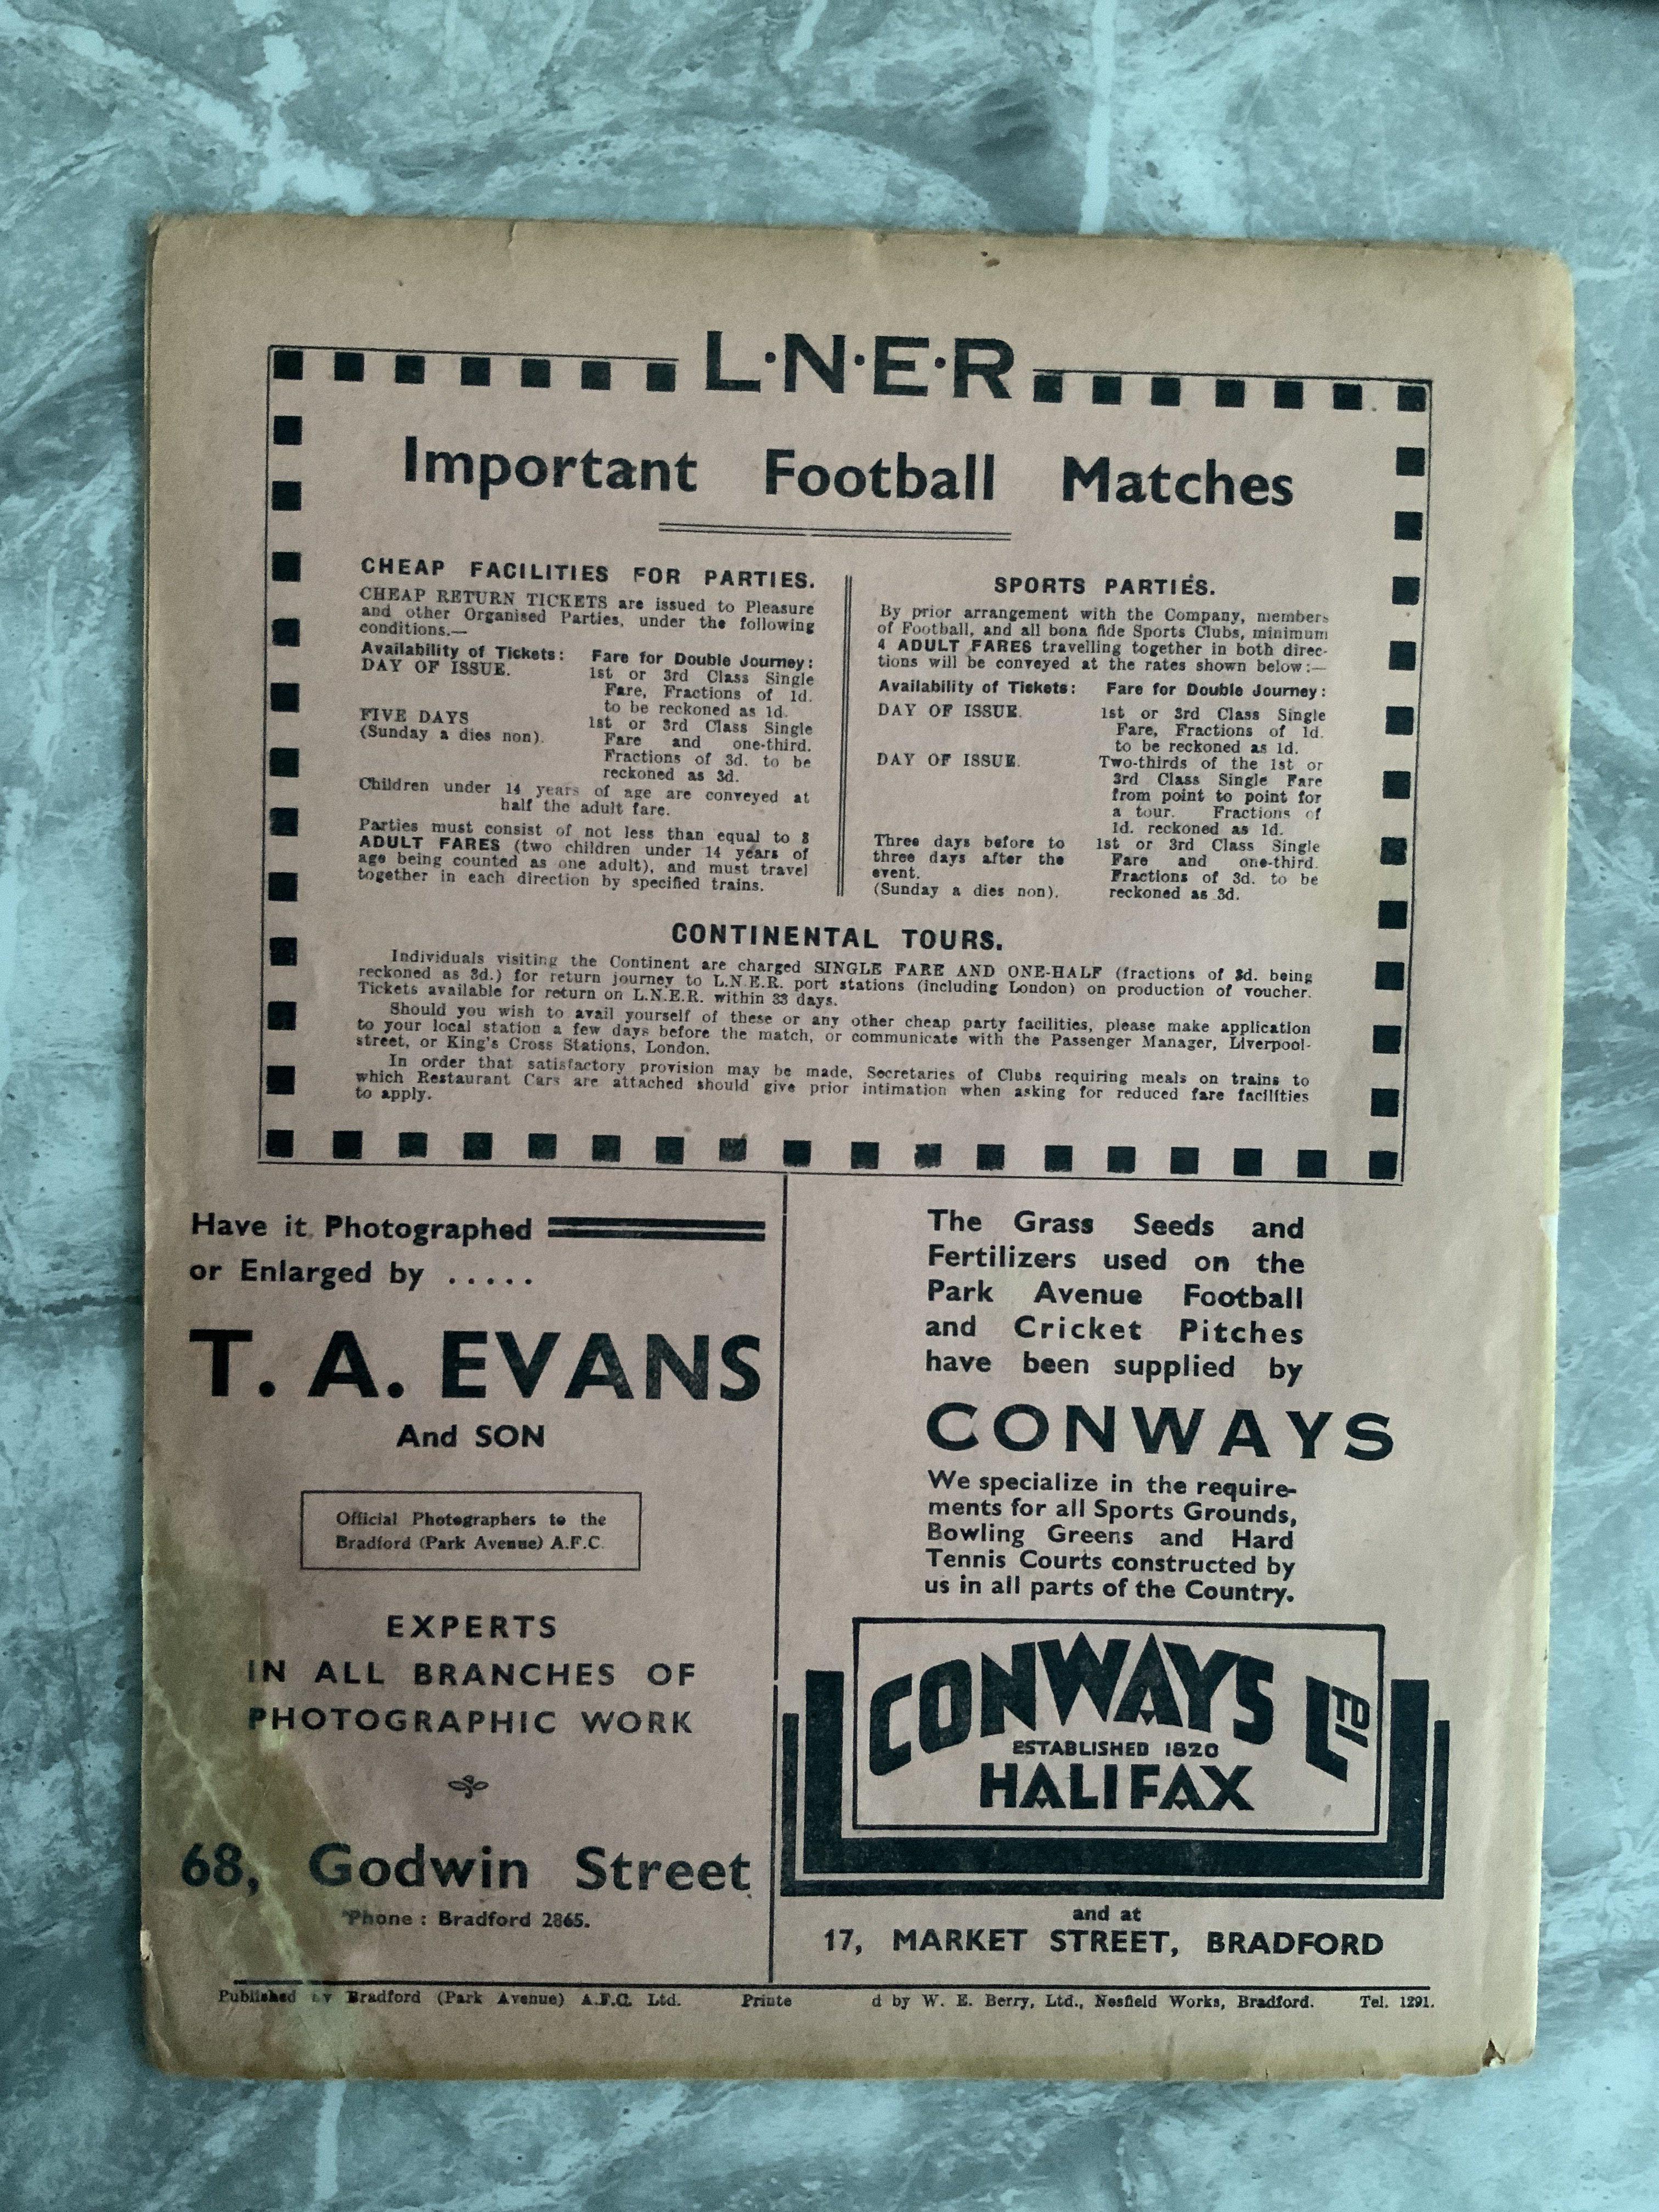 L·N·E·R
Important Football Matches
CHEAP FACILITIES FOR PARTIES.
CHEAP RETURN TICKETS are issued to Pleasure
and other Organised Parties, under the following
conditions.—
Availability of Tickets: Fare for Double Journey:
DAY OF ISSUE. 1st or 3rd Class Single
Fare, Fractions of 1d.
to be reckoned as 1d.
FIVE DAYS 1st or 3rd Class Single
(Sunday a dies non). Fare and one-third.
Fractions of 3d. to be
reckoned as 3d.
Children under 14 years of age are conveyed at
half the adult fare.
Parties must consist of not less than equal to 8
ADULT FARES (two children under 14 years of
age being counted as one adult), and must travel
together in each direction by specified trains.
SPORTS PARTIES.
By prior arrangement with the Company, members
of Football, and all bona fide Sports Clubs, minimum
4 ADULT FARES travelling together in both direc-
tions will be conveyed at the rates shown below:—
Availability of Tickets: Fare for Double Journey:
DAY OF ISSUE. 1st or 3rd Class Single
Fare, Fractions of 1d.
to be reckoned as 1d.
DAY OF ISSUE. Two-thirds of the 1st or
3rd Class Single Fare
from point to point for
a tour. Fractions of
1d. reckoned as 1d.
Three days before to 1st or 3rd Class Single
three days after the Fare and one-third.
event. Fractions of 3d. to be
(Sunday a dies non). reckoned as 3d.
CONTINENTAL TOURS.
Individuals visiting the Continent are charged SINGLE FARE AND ONE-HALF (fractions of 3d. being
reckoned as 3d.) for return journey to L.N.E.R. port stations (including London) on production of voucher.
Tickets available for return on L.N.E.R. within 33 days.
Should you wish to avail yourself of these or any other cheap party facilities, please make application
to your local station a few days before the match, or communicate with the Passenger Manager, Liverpool-
street, or King's Cross Stations, London.
In order that satisfactory provision may be made, Secretaries of Clubs requiring meals on trains to
which Restaurant Cars are attached should give prior intimation when asking for reduced fare facilities
to apply.
Have it Photographed
or Enlarged by .....
T. A. EVANS
And SON
Official Photographers to the
Bradford (Park Avenue) A.F.C.
EXPERTS
IN ALL BRANCHES OF
PHOTOGRAPHIC WORK
68, Godwin Street
'Phone : Bradford 2865.
The Grass Seeds and
Fertilizers used on the
Park Avenue Football
and Cricket Pitches
have been supplied by
CONWAYS
We specialize in the require-
ments for all Sports Grounds,
Bowling Greens and Hard
Tennis Courts constructed by
us in all parts of the Country.
CONWAYS LTD
ESTABLISHED 1820
HALIFAX
and at
17, MARKET STREET, BRADFORD
Published by Bradford (Park Avenue) A.F.C. Ltd. Printe d by W. E. Berry, Ltd., Nesfield Works, Bradford. Tel. 1291.